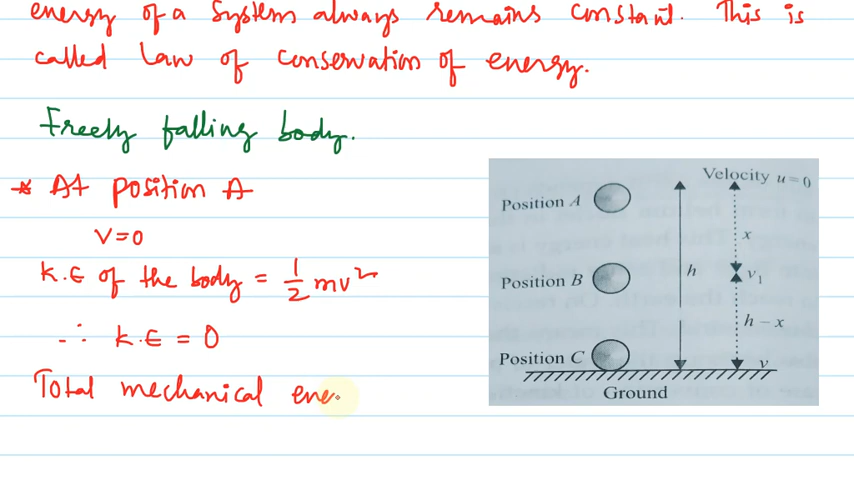 energy of a system always remains constant. This is
called law of conservation of energy.
Freely falling body.
* At position A
v=0
K.E of the body = 1/2 mv²
∴ K.E = 0
Total mechanical ene
Velocity u=0
Position A
x
Position B
h
v₁
h − x
Position C
v
Ground